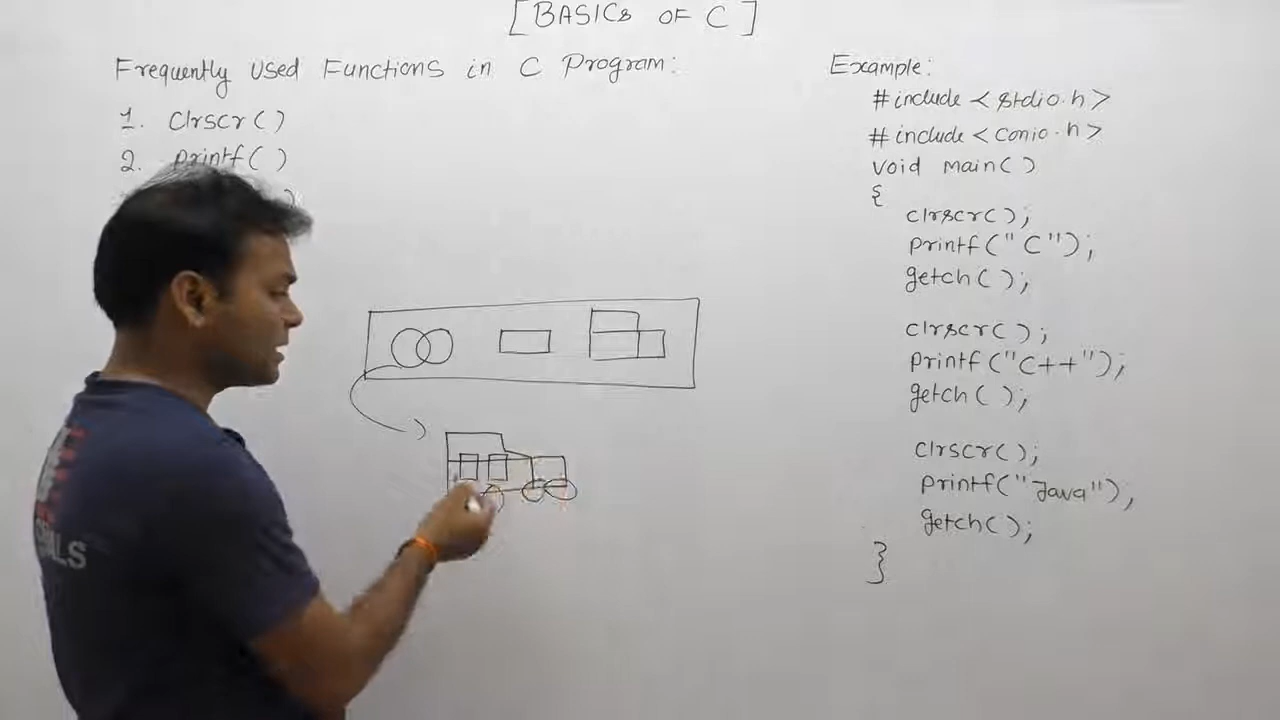 [BASICS OF C]
Frequently Used Functions in C Program:
1. Clrscr()
2. printf()
)
Example:
#include <stdio.h>
#include <conio.h>
void main()
{
clrscr();
printf("C");
getch();
clrscr();
printf("C++");
getch();
clrscr();
printf("Java"),
getch();
}
ALS